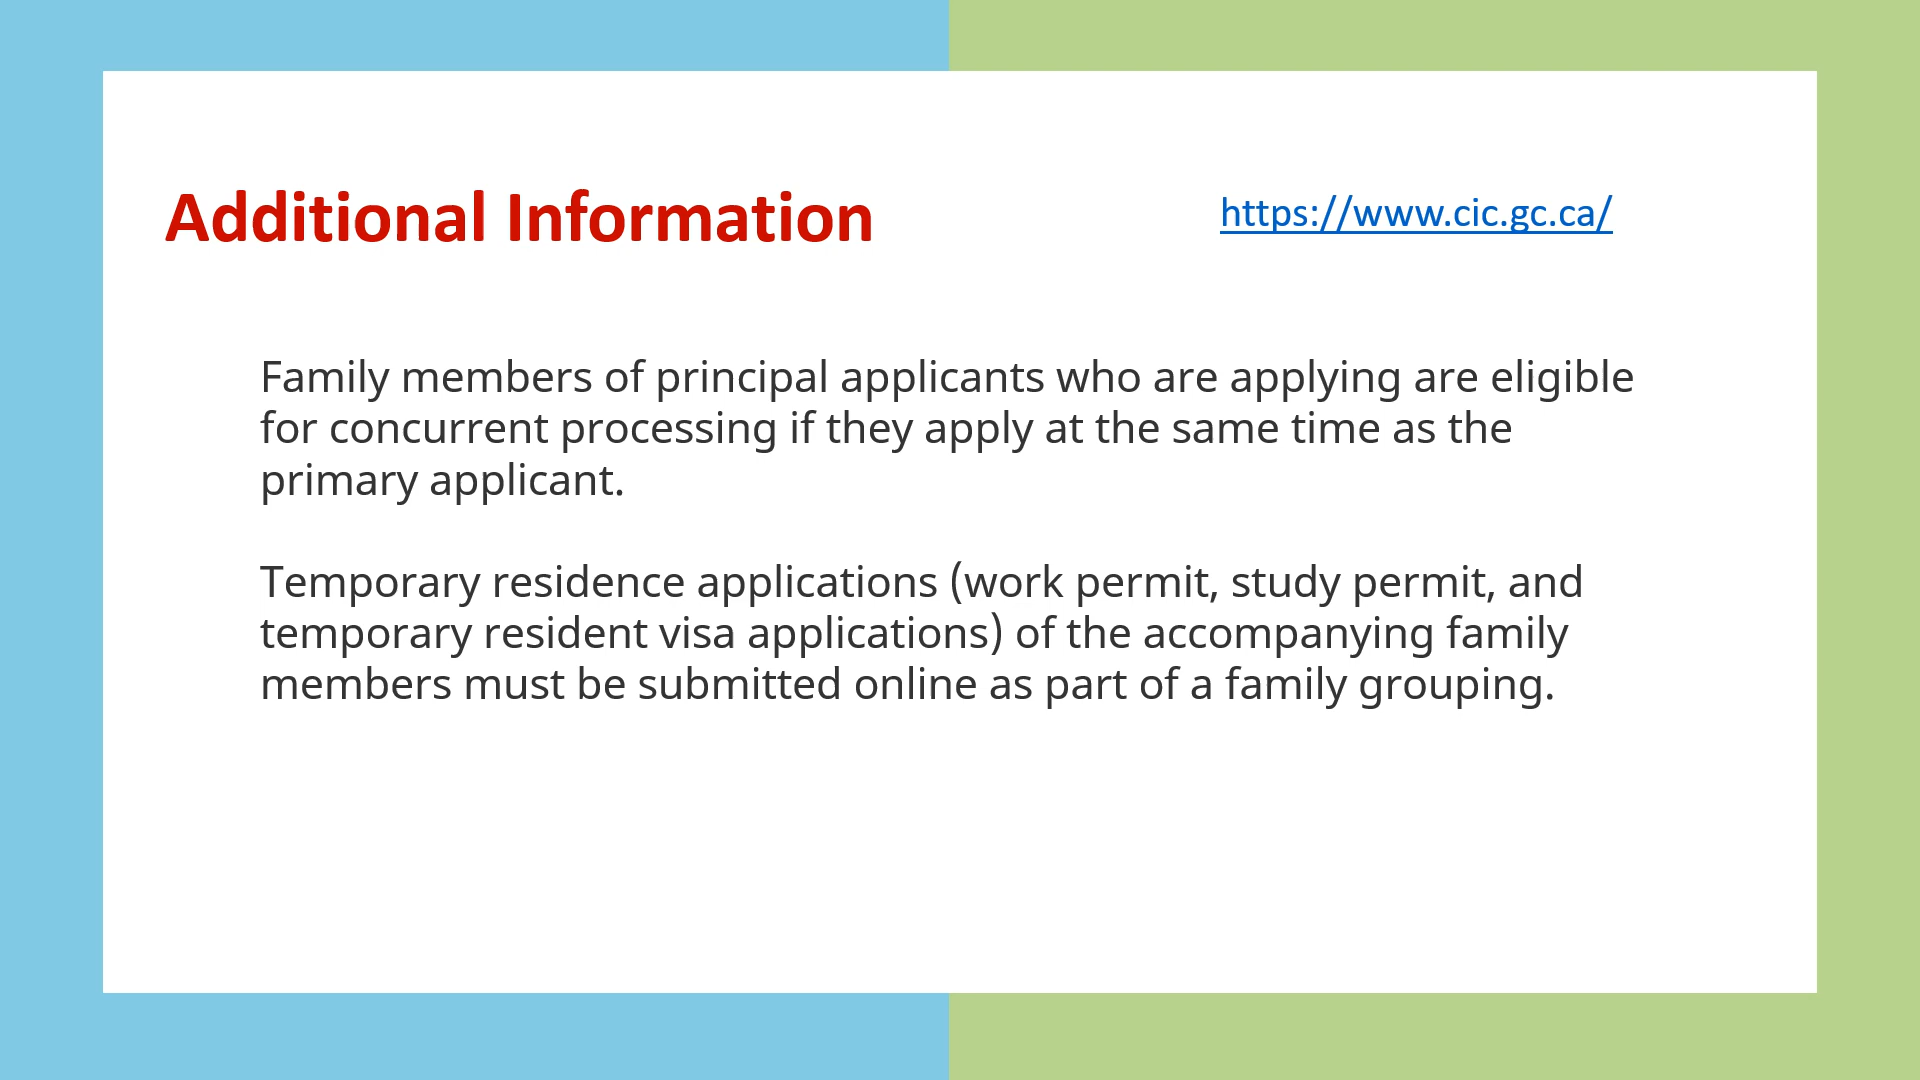 Additional Information
https://www.cic.gc.ca/
Family members of principal applicants who are applying are eligible
for concurrent processing if they apply at the same time as the
primary applicant.
Temporary residence applications (work permit, study permit, and
temporary resident visa applications) of the accompanying family
members must be submitted online as part of a family grouping.